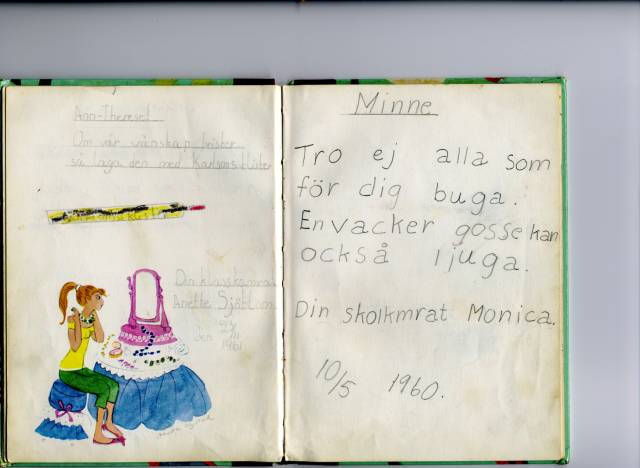 Ann-Therese!
Om vår vänskap brister
så laga den med Karlsons klister
Din klasskamrat
Anette Sjöblom
den
1961
Minne
Tro ej alla som
för dig buga.
En vacker gosse kan
också ljuga.
Din skolkmrat Monica.
10/5 1960.